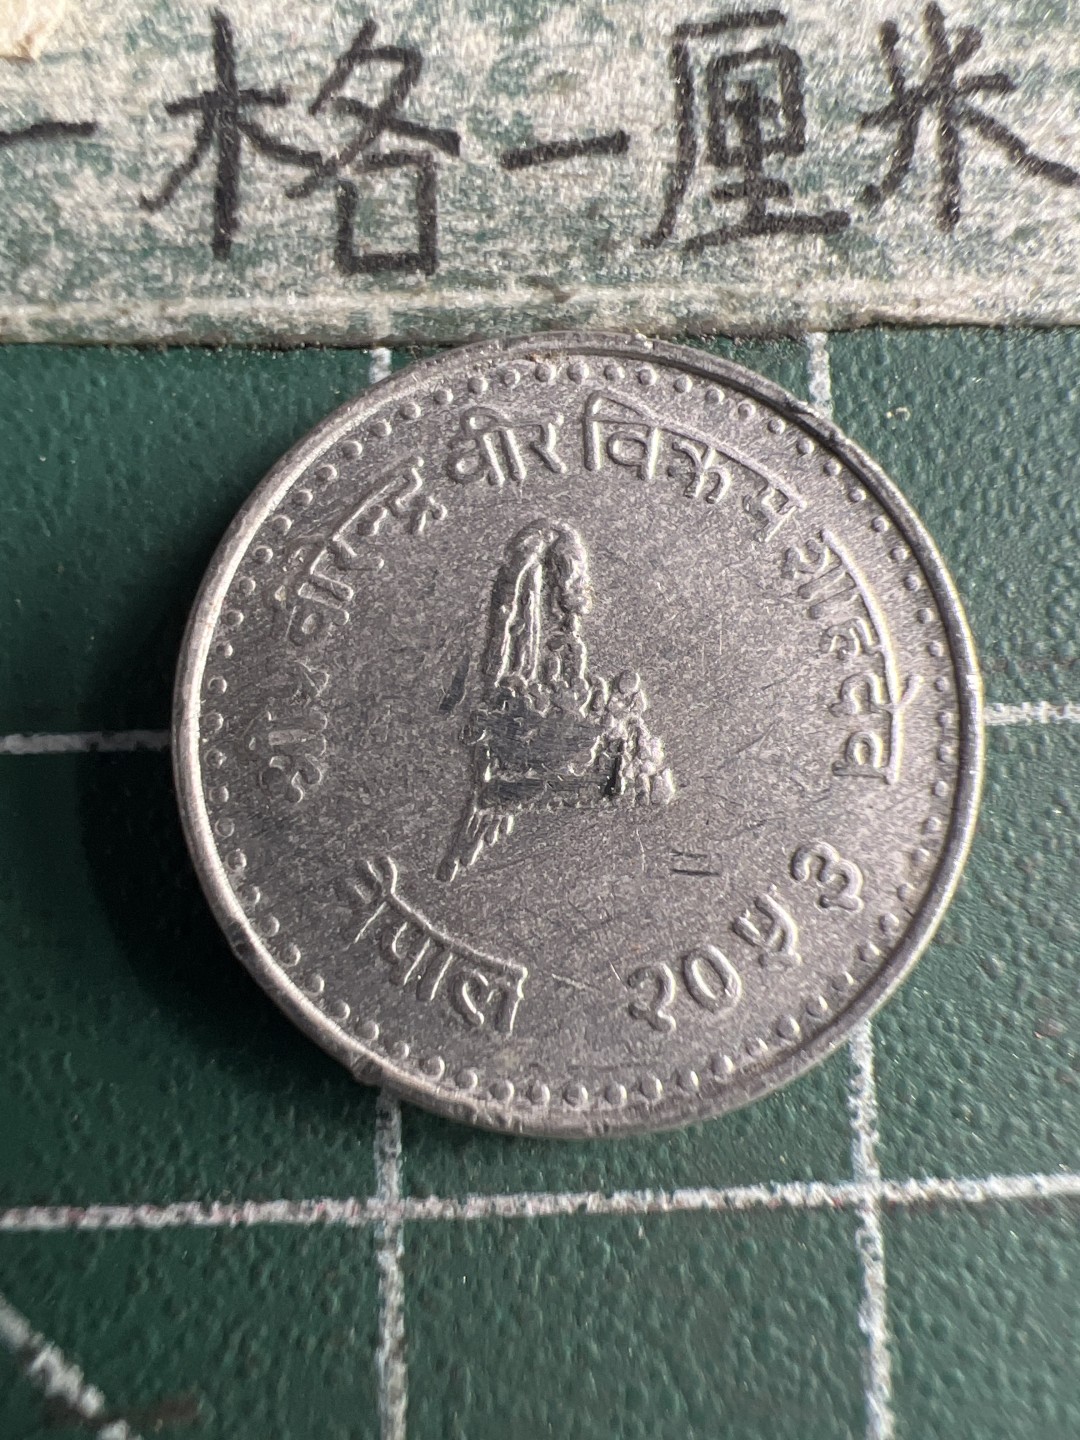 一格一厘米
श्री ५ वीरेन्द्र वीर विक्रम शाहदेव
नेपाल
२०५३